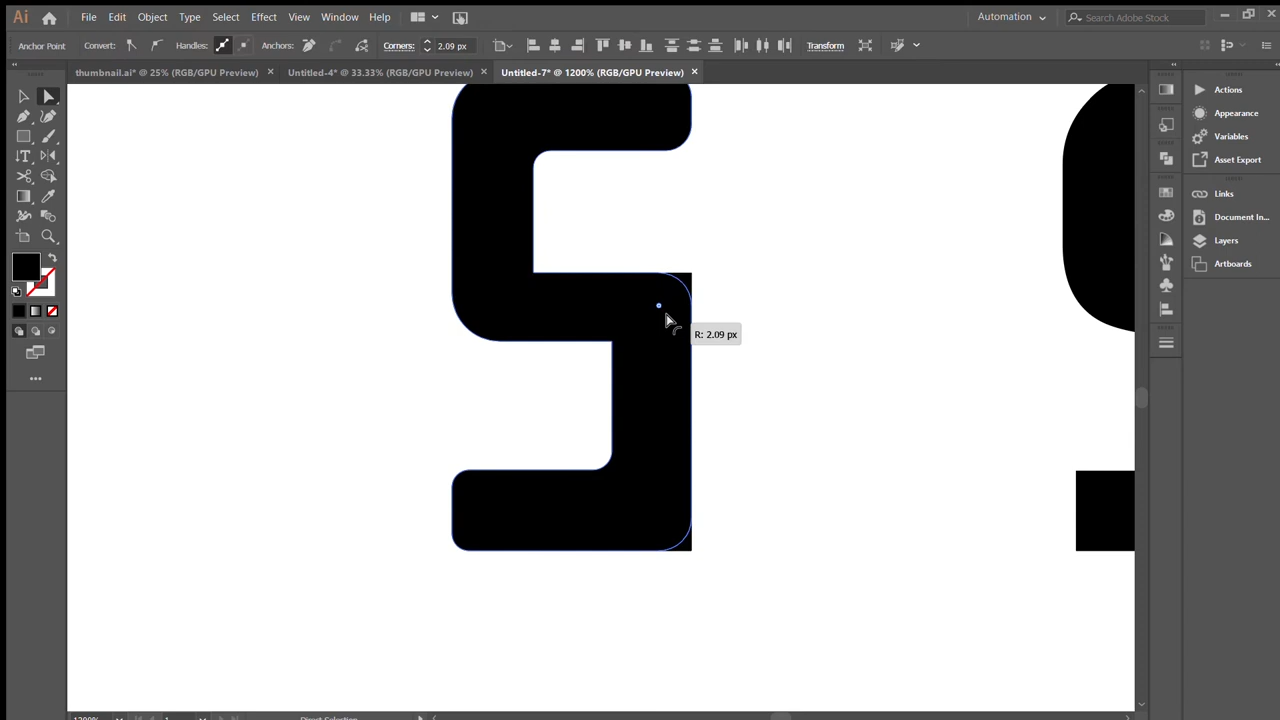 Ai File Edit Object Type Select Effect View Window Help Automation Search Adobe Stock
Anchor Point Convert: Handles: Anchors: Corners: 2.09 px Transform
thumbnail.ai* @ 25% (RGB/GPU Preview) × Untitled-4* @ 33.33% (RGB/GPU Preview) × Untitled-7* @ 1200% (RGB/GPU Preview) ×
Actions
Appearance
Variables
Asset Export
Links
Document In...
Layers
Artboards
R: 2.09 px
1200% 1 Direct Selection